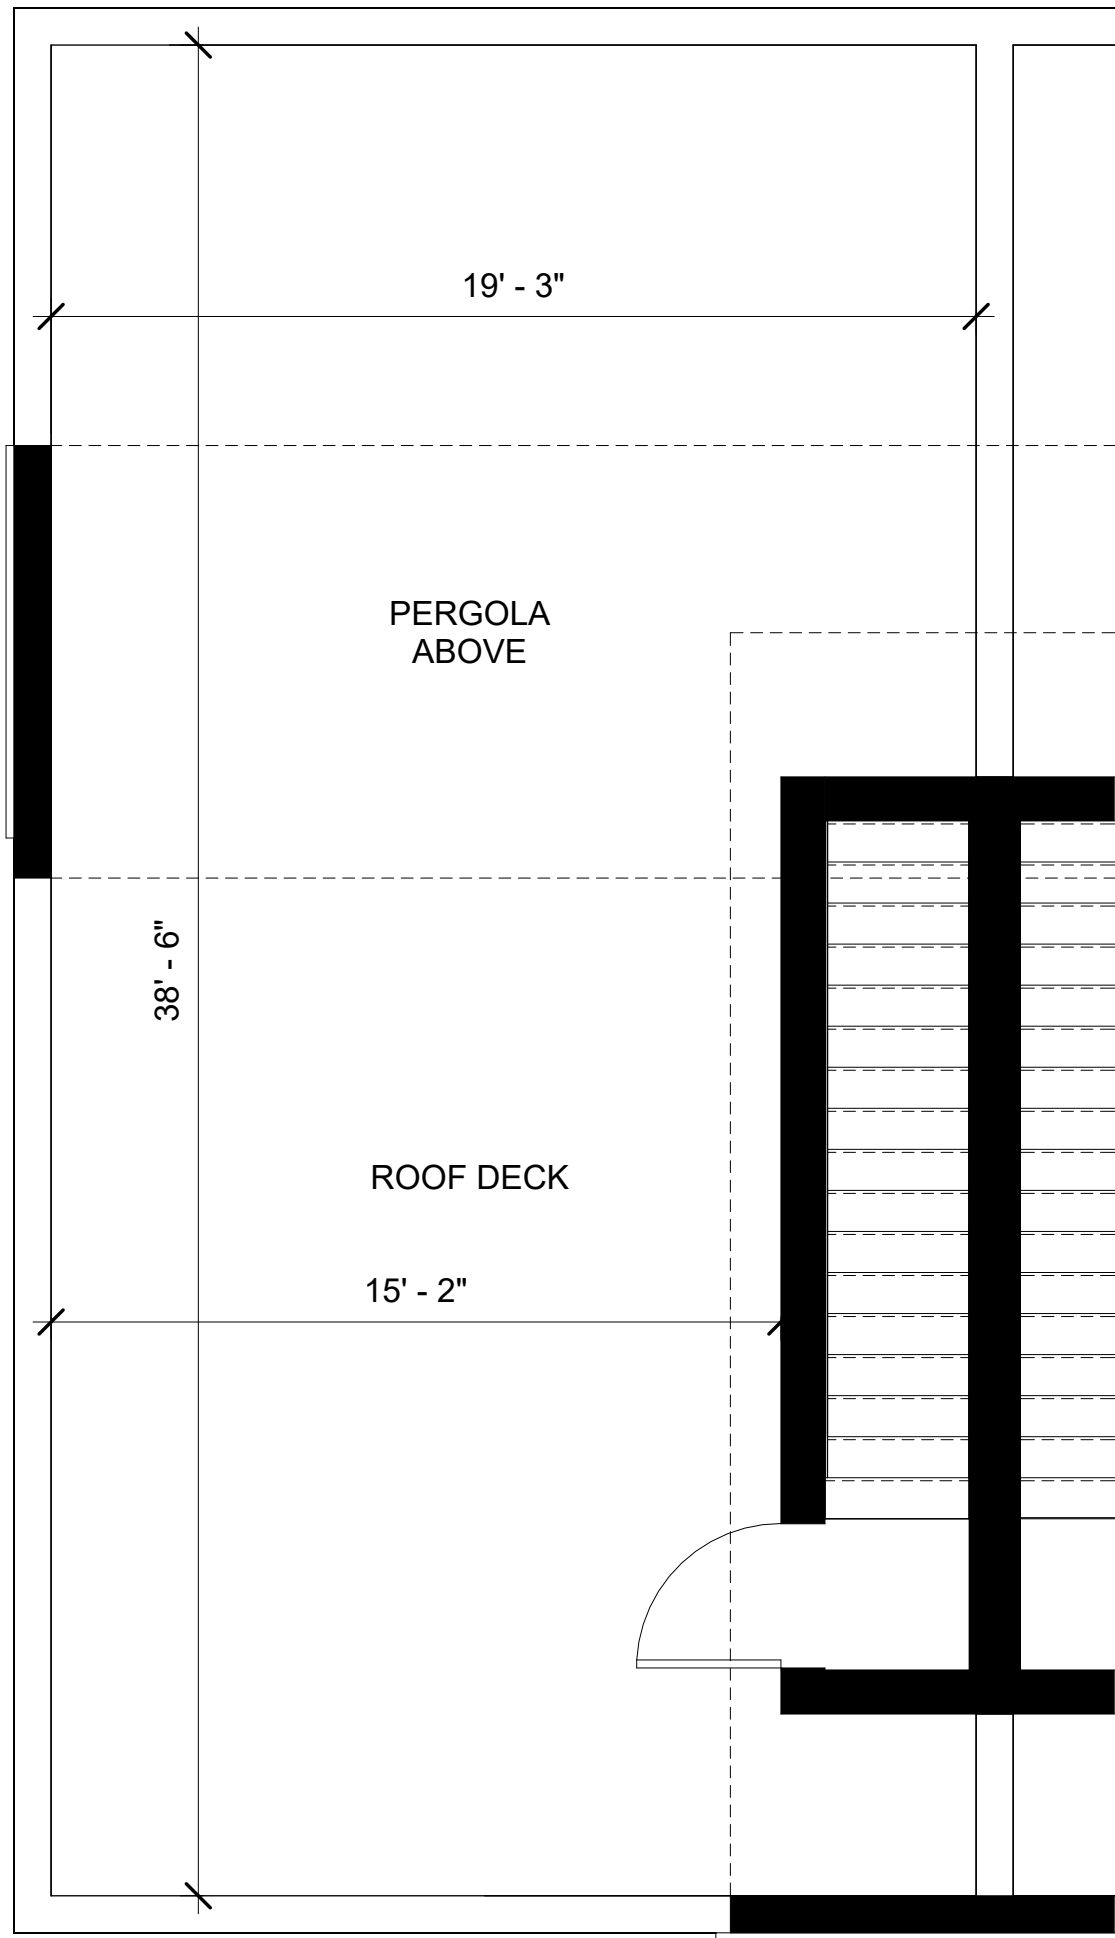 19' - 3"
PERGOLA
ABOVE
38' - 6"
ROOF DECK
15' - 2"